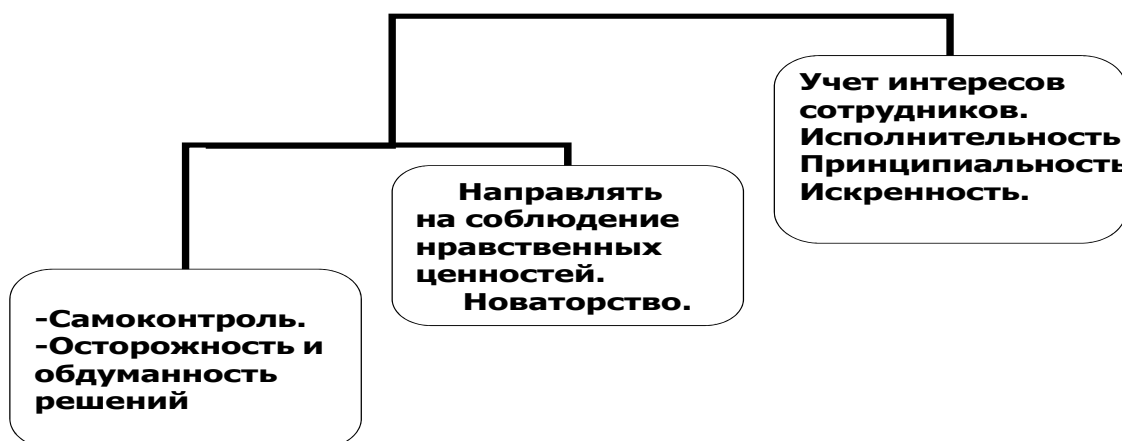 Учет интересов
сотрудников.
Исполнительность
Принципиальность
Искренность.
Направлять
на соблюдение
нравственных
ценностей.
Новаторство.
-Самоконтроль.
-Осторожность и
обдуманность
решений